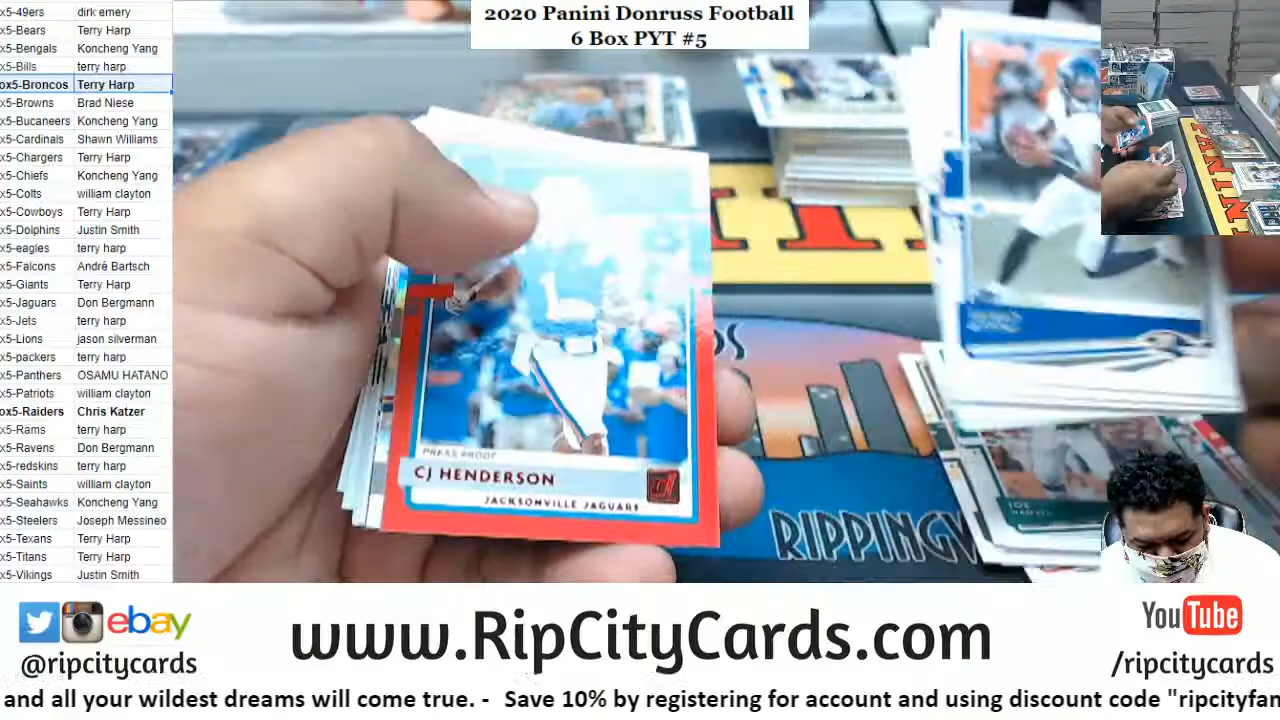 2020 Panini Donruss Football
6 Box PYT #5
x5-49ers dirk emery
x5-Bears Terry Harp
x5-Bengals Koncheng Yang
x5-Bills terry harp
ox5-Broncos Terry Harp
x5-Browns Brad Niese
x5-Bucaneers Koncheng Yang
x5-Cardinals Shawn Williams
x5-Chargers Terry Harp
x5-Chiefs Koncheng Yang
x5-Colts william clayton
x5-Cowboys Terry Harp
x5-Dolphins Justin Smith
x5-eagles terry harp
x5-Falcons André Bartsch
x5-Giants Terry Harp
x5-Jaguars Don Bergmann
x5-Jets terry harp
x5-Lions jason silverman
x5-packers terry harp
x5-Panthers OSAMU HATANO
x5-Patriots william clayton
ox5-Raiders Chris Katzer
x5-Rams terry harp
x5-Ravens Don Bergmann
x5-redskins terry harp
x5-Saints william clayton
x5-Seahawks Koncheng Yang
x5-Steelers Joseph Messineo
x5-Texans Terry Harp
x5-Titans Terry Harp
x5-Vikings Justin Smith
PRESS PROOF
CJ HENDERSON
JACKSONVILLE JAGUARS
JOE
RIPPINGW
ebay
@ripcitycards
www.RipCityCards.com
YouTube
/ripcitycards
and all your wildest dreams will come true. - Save 10% by registering for account and using discount code "ripcityfan